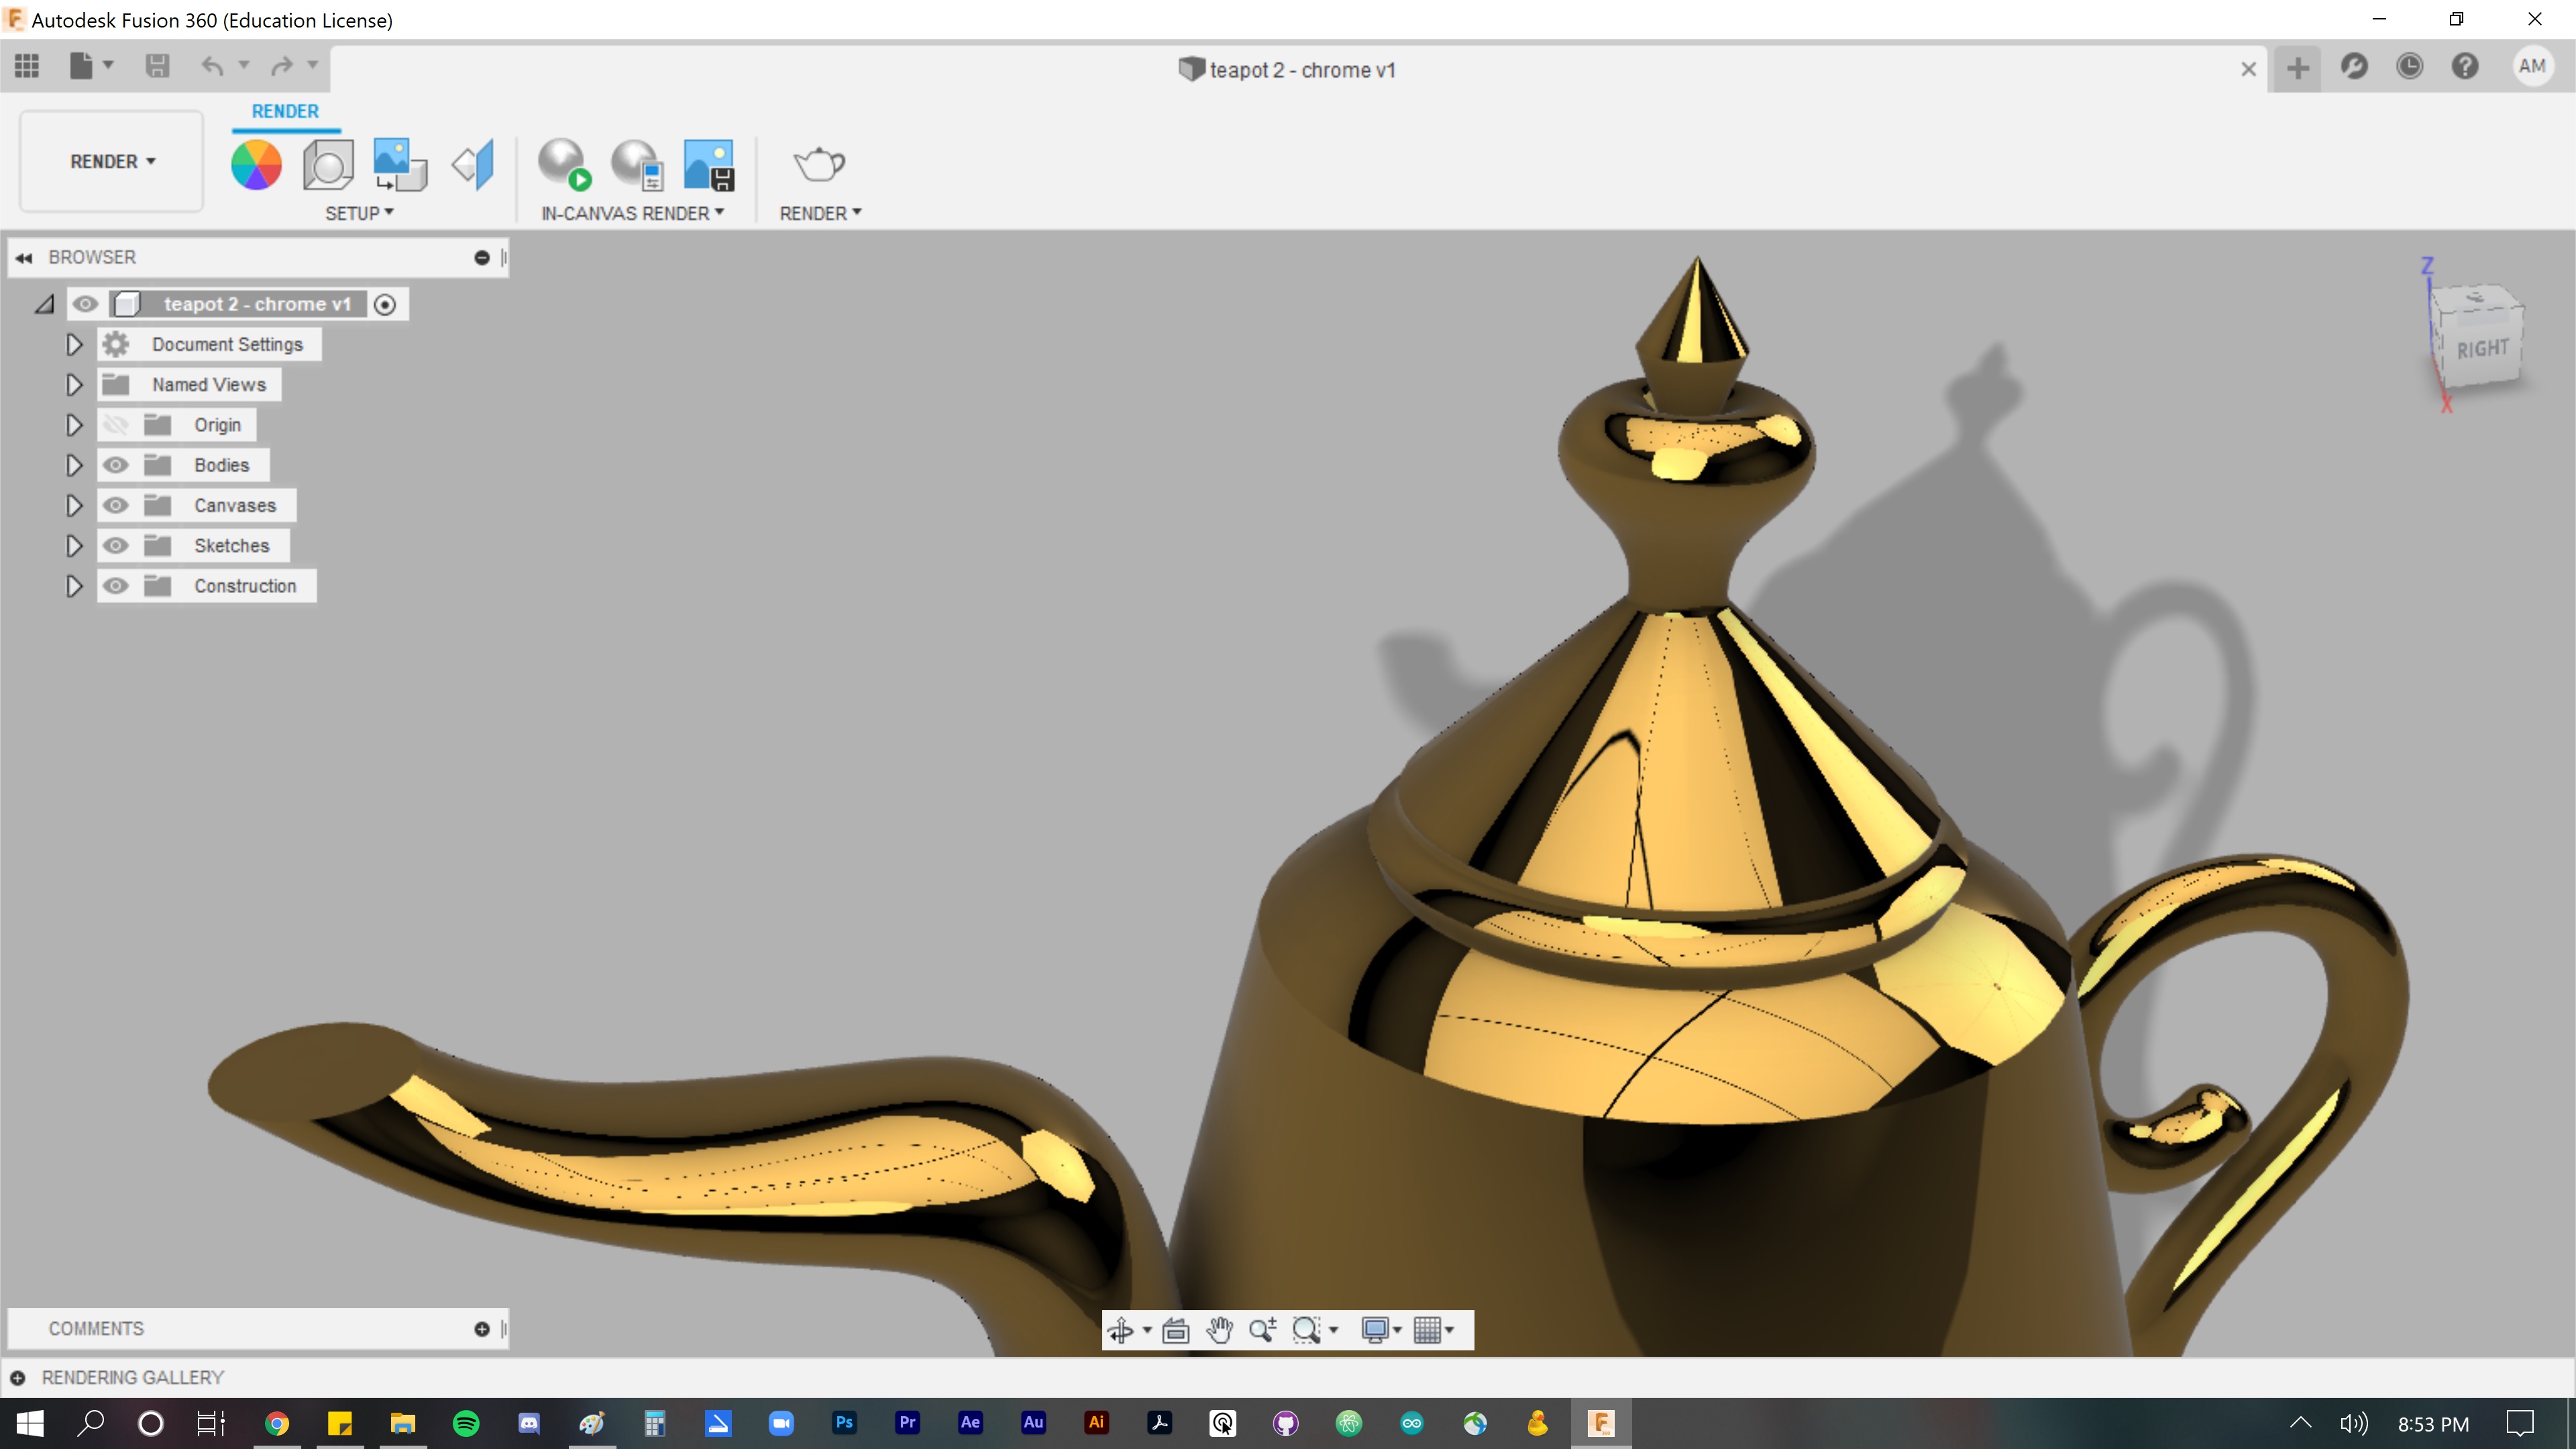 Autodesk Fusion 360 (Education License)
teapot 2 - chrome v1
AM
RENDER
RENDER
SETUP
IN-CANVAS RENDER
RENDER
BROWSER
teapot 2 - chrome v1
Document Settings
Named Views
Origin
Bodies
Canvases
Sketches
Construction
Z
RIGHT
X
COMMENTS
RENDERING GALLERY
Ps
Pr
Ae
Au
Ai
8:53 PM